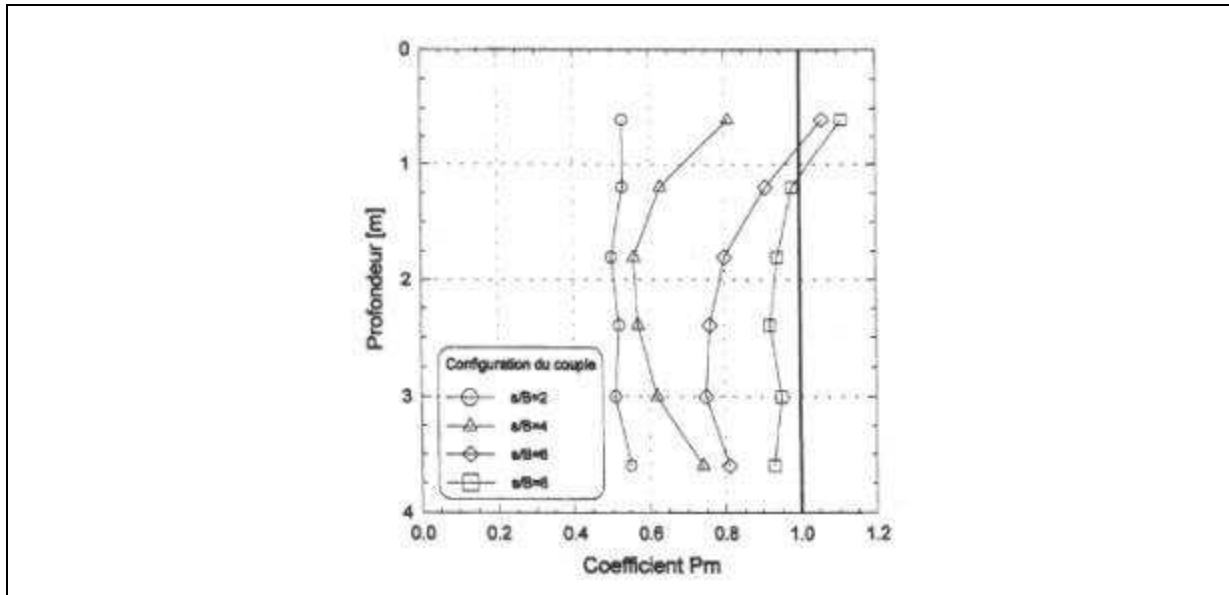 0
1
2
3
4
Profondeur [m]
Configuration du couple
s/B=2
s/B=4
s/B=6
0.0 0.2 0.4 0.6 0.8 1.0 1.2
Coefficient Pm